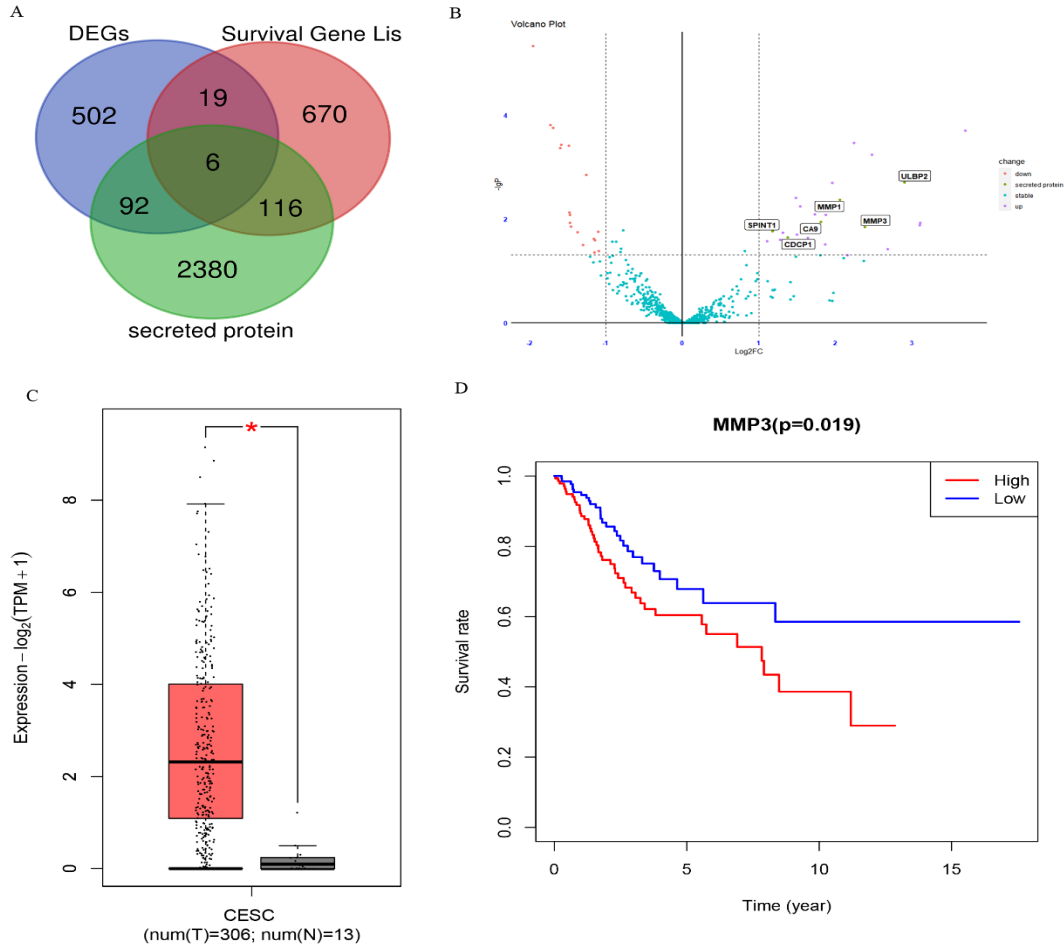 A
DEGs
Survival Gene Lis
502
19
670
6
92
116
2380
secreted protein
B
Volcano Plot
-lgP
4
2
0
-2
-1
0
1
2
3
Log2FC
ULBP2
MMP1
MMP3
SPINT1
CA9
CDCP1
change
down
secreted protein
stable
up
C
Expression − log₂(TPM + 1)
8
6
4
2
0
*
CESC
(num(T)=306; num(N)=13)
D
MMP3(p=0.019)
High
Low
Survival rate
1.0
0.8
0.6
0.4
0.2
0.0
0
5
10
15
Time (year)